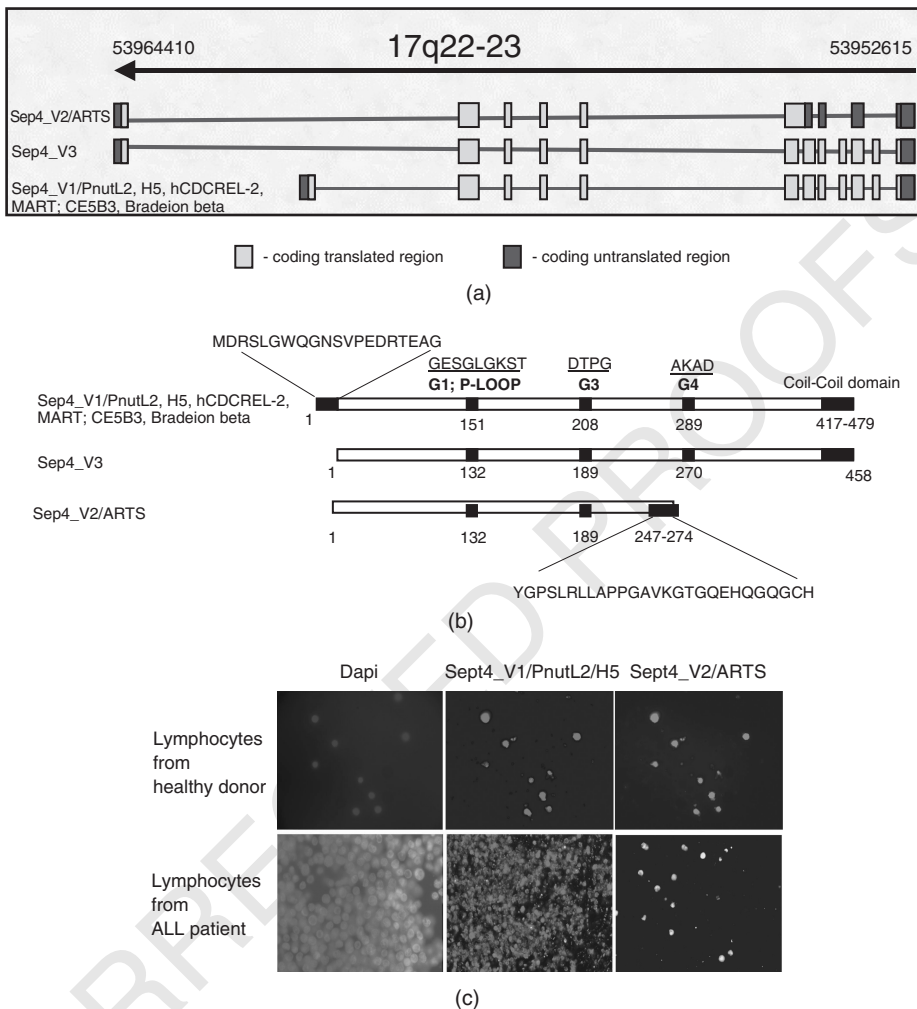 53964410 17q22-23 53952615
Sep4_V2/ARTS
Sep4_V3
Sep4_V1/PnutL2, H5, hCDCREL-2,
MART; CE5B3, Bradeion beta
- coding translated region - coding untranslated region
(a)
MDRSLGWQGNSVPEDRTEAG
GESGLGKST DTPG AKAD
G1; P-LOOP G3 G4 Coil-Coil domain
Sep4_V1/PnutL2, H5, hCDCREL-2,
MART; CE5B3, Bradeion beta
1 151 208 289 417-479
Sep4_V3
1 132 189 270 458
Sep4_V2/ARTS
1 132 189 247-274
YGPSLRLLAPPGAVKGTGQEHQGQGCH
(b)
Dapi Sept4_V1/PnutL2/H5 Sept4_V2/ARTS
Lymphocytes
from
healthy donor
Lymphocytes
from
ALL patient
(c)
RRECTED PROOFS